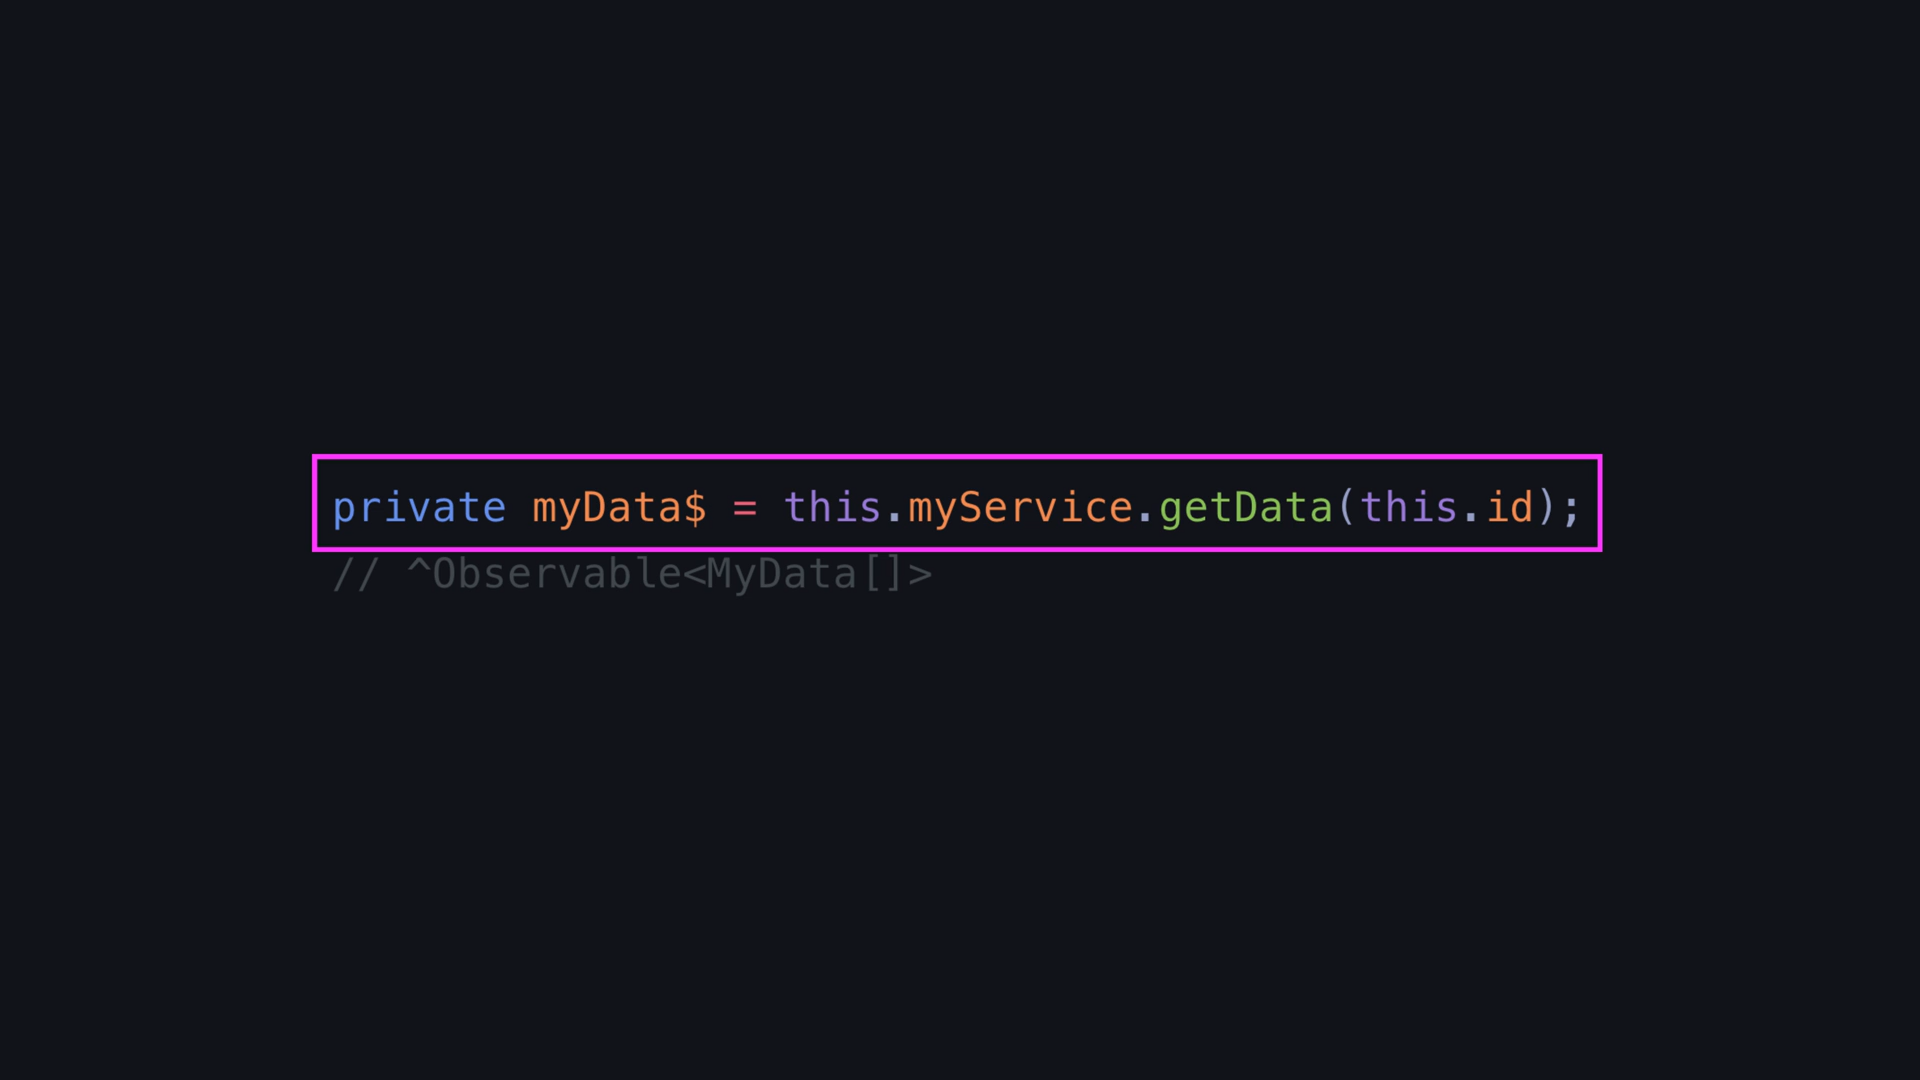 private myData$ = this.myService.getData(this.id);
// ^Observable<MyData[]>